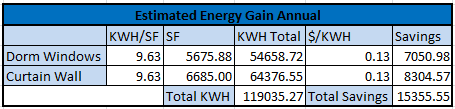 Estimated Energy Gain Annual
KWH/SF SF KWH Total $/KWH Savings
Dorm Windows 9.63 5675.88 54658.72 0.13 7050.98
Curtain Wall 9.63 6685.00 64376.55 0.13 8304.57
Total KWH 119035.27 Total Savings 15355.55